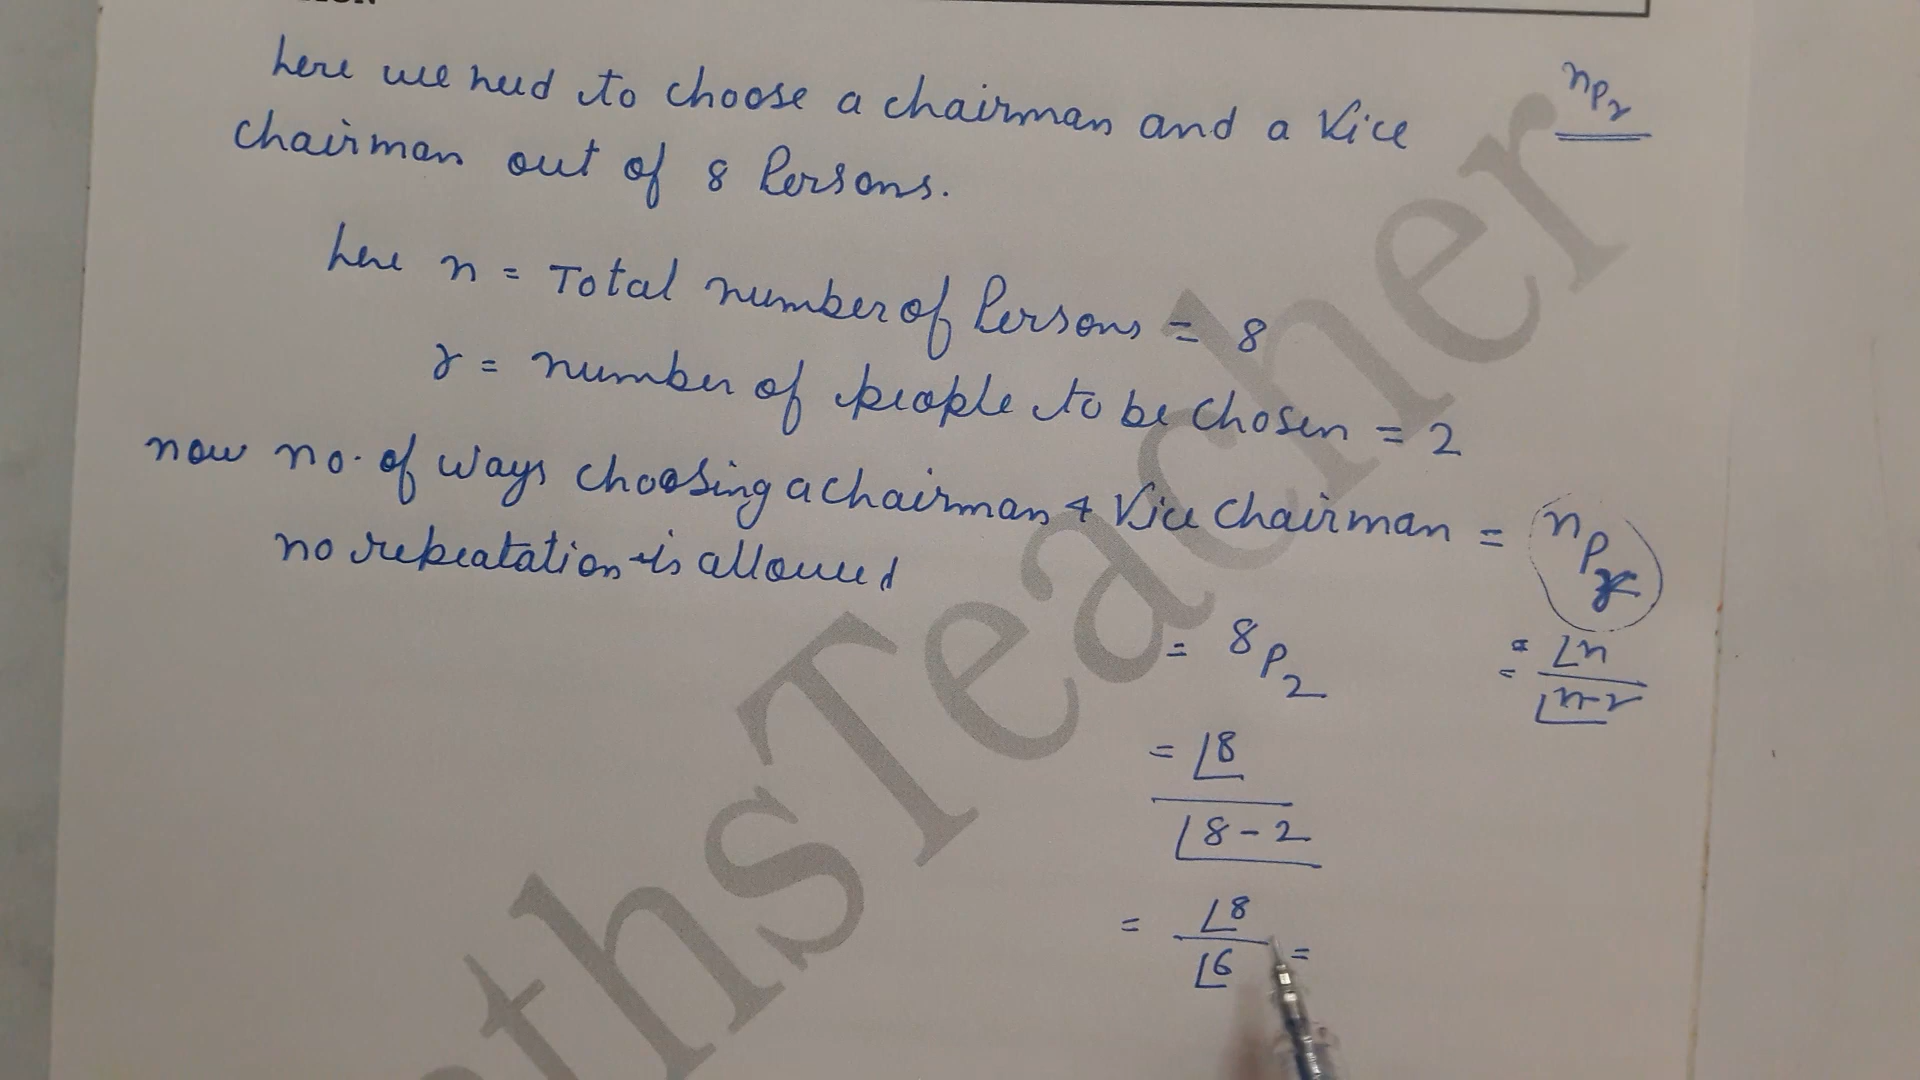 here we need to choose a chairman and a Vice
nPr
chairman out of 8 Persons.
here n = Total number of Persons = 8
r = number of people to be chosen = 2
now no. of ways choosing a chairman & Vice chairman = nPr
no repeatation is allowed
= 8P2
= ∟n / ∟n-r
= ∟8
∟8-2
= ∟8 / ∟6 =
thsTeacher